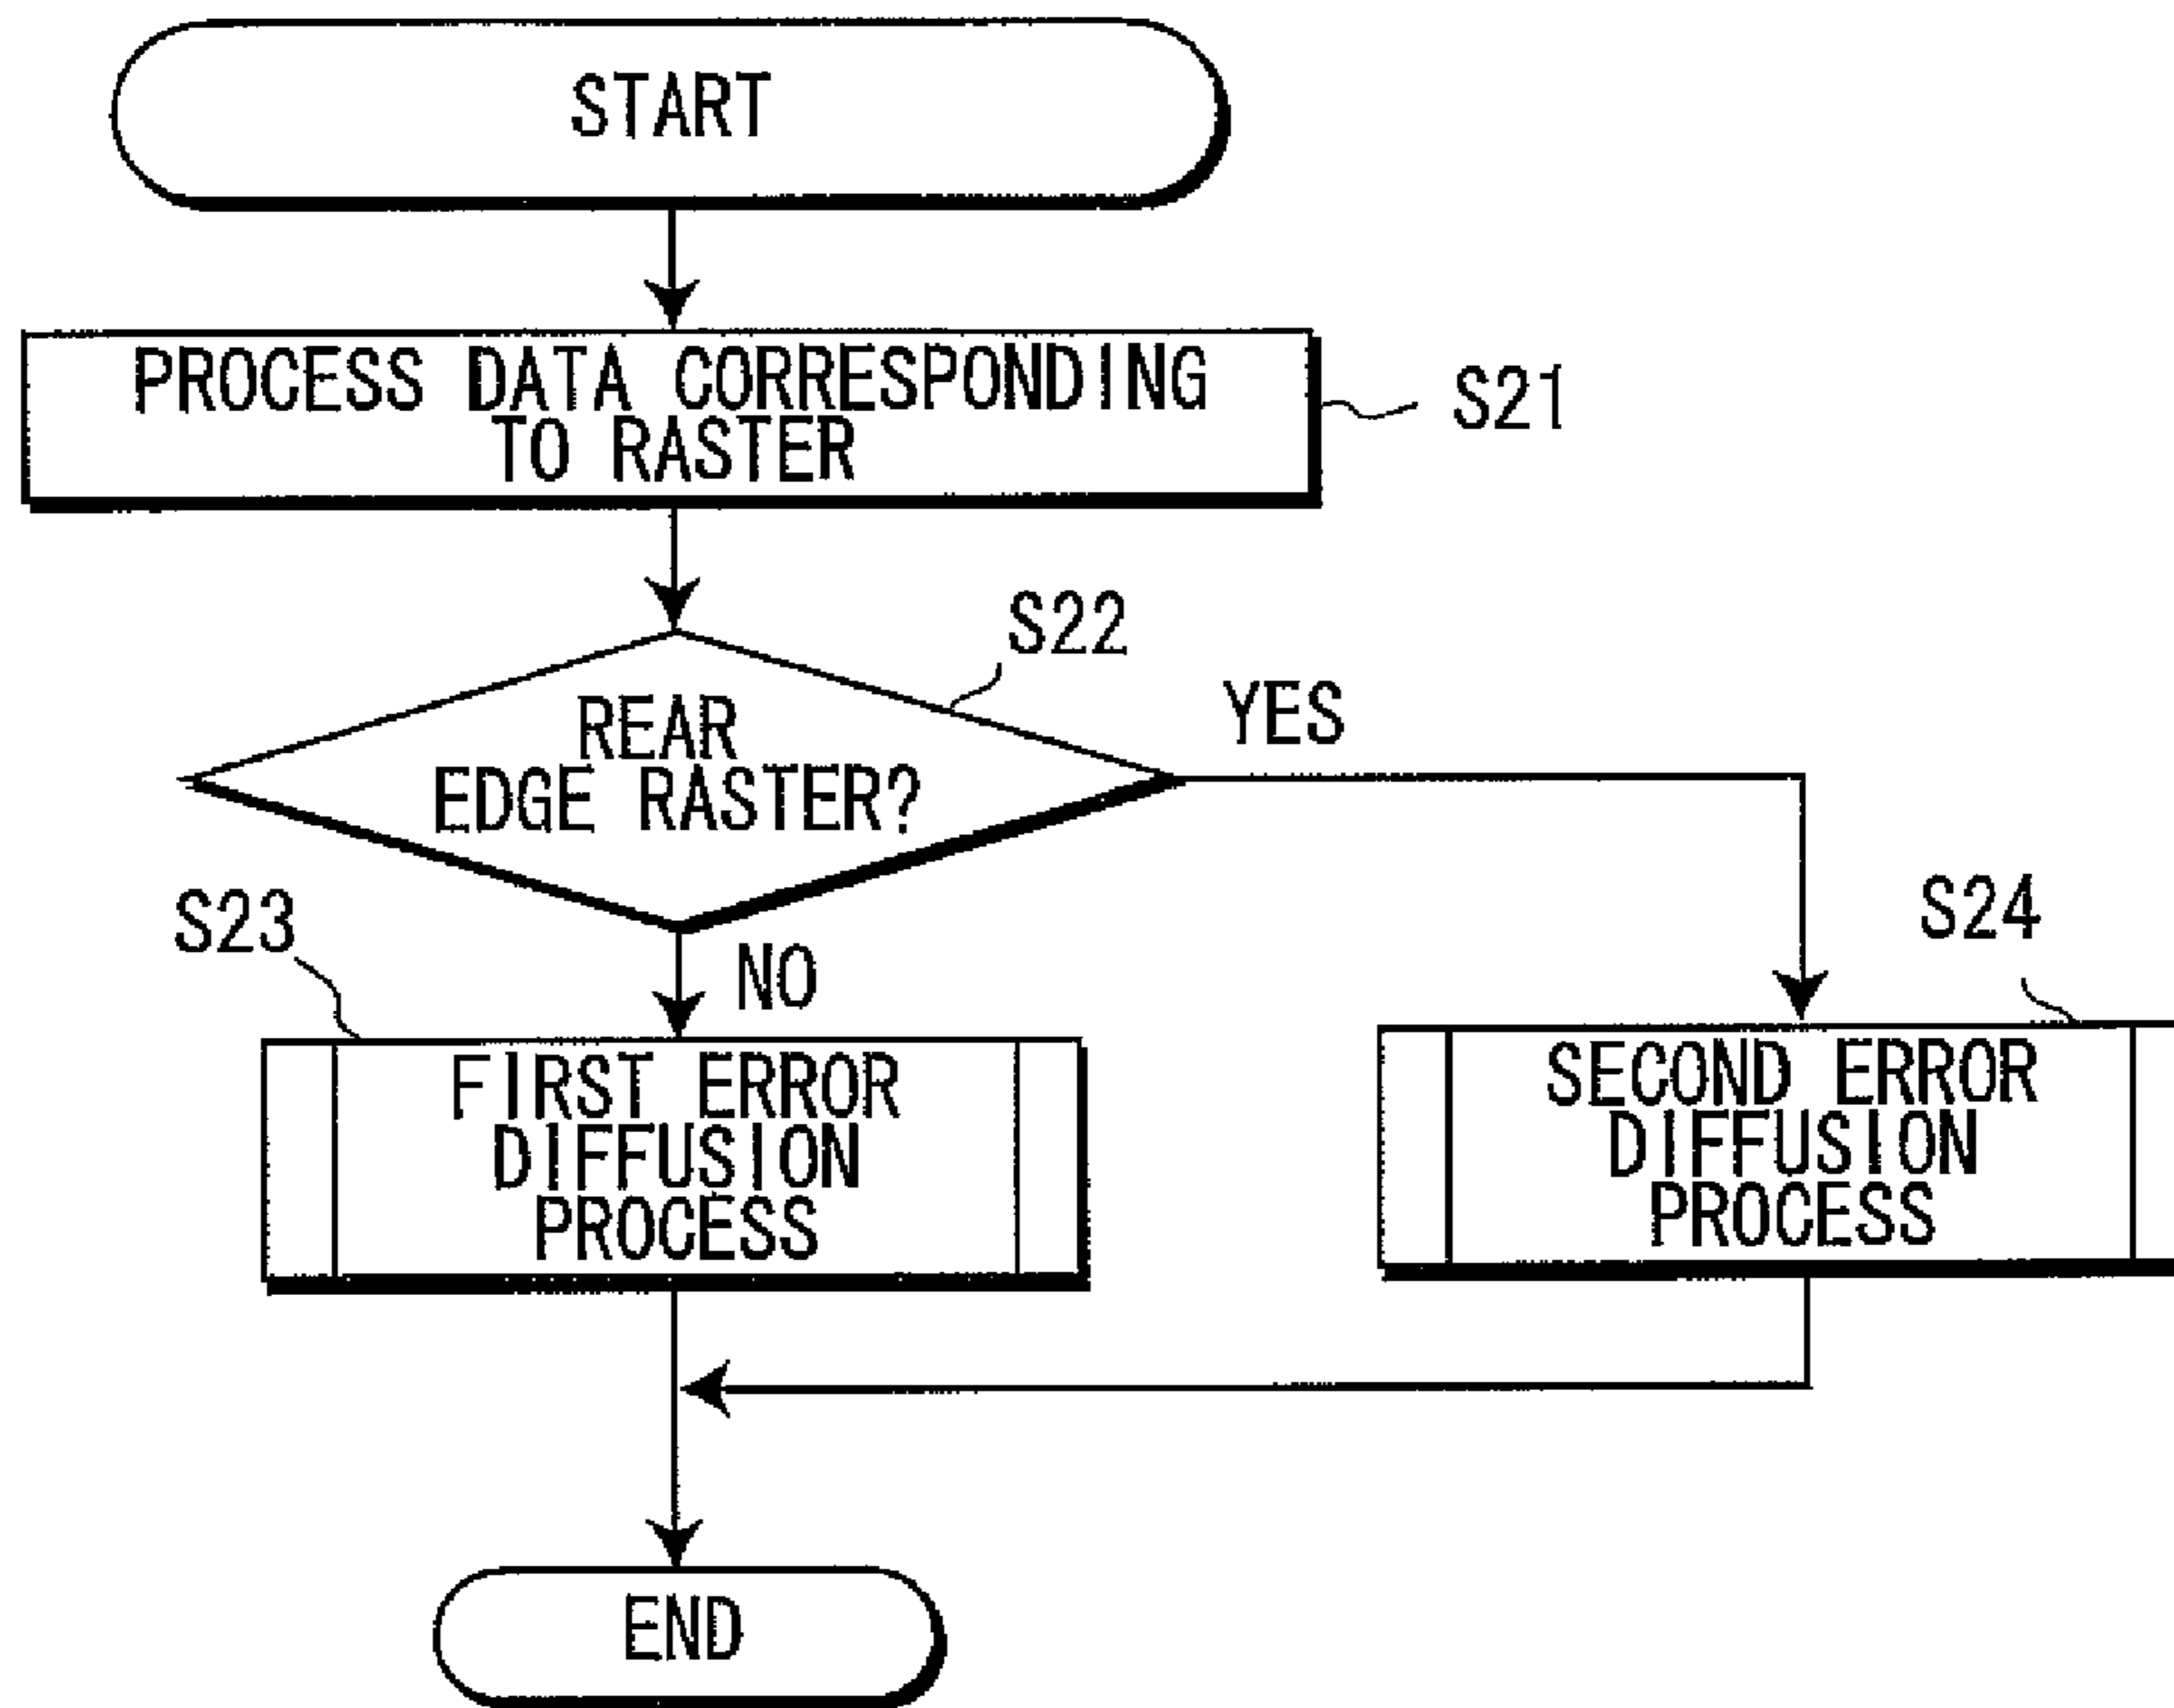 START
PROCESS DATA CORRESPONDING
TO RASTER
S21
S22
REAR
EDGE RASTER?
YES
S23
NO
S24
FIRST ERROR
DIFFUSION
PROCESS
SECOND ERROR
DIFFUSION
PROCESS
END